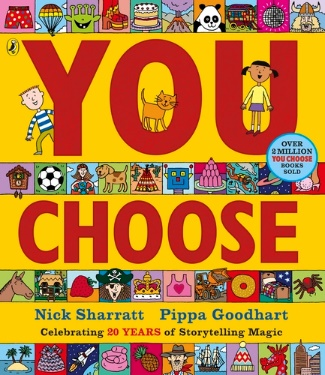 YOU
OVER
2 MILLION
YOU CHOOSE
BOOKS
SOLD
CHOOSE
Nick Sharratt Pippa Goodhart
Celebrating 20 YEARS of Storytelling Magic